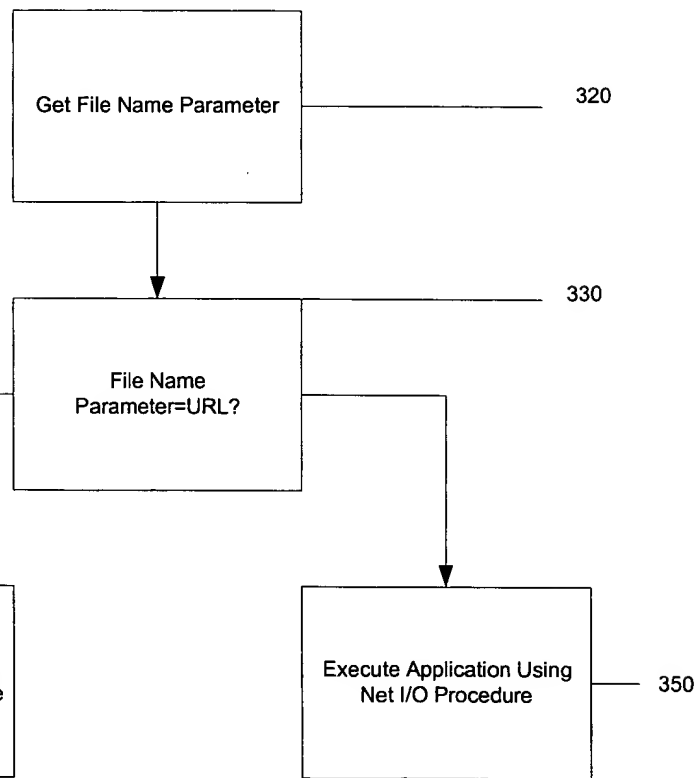 Get File Name Parameter
320
330
File Name
Parameter=URL?
Execute Application Using
Net I/O Procedure
350